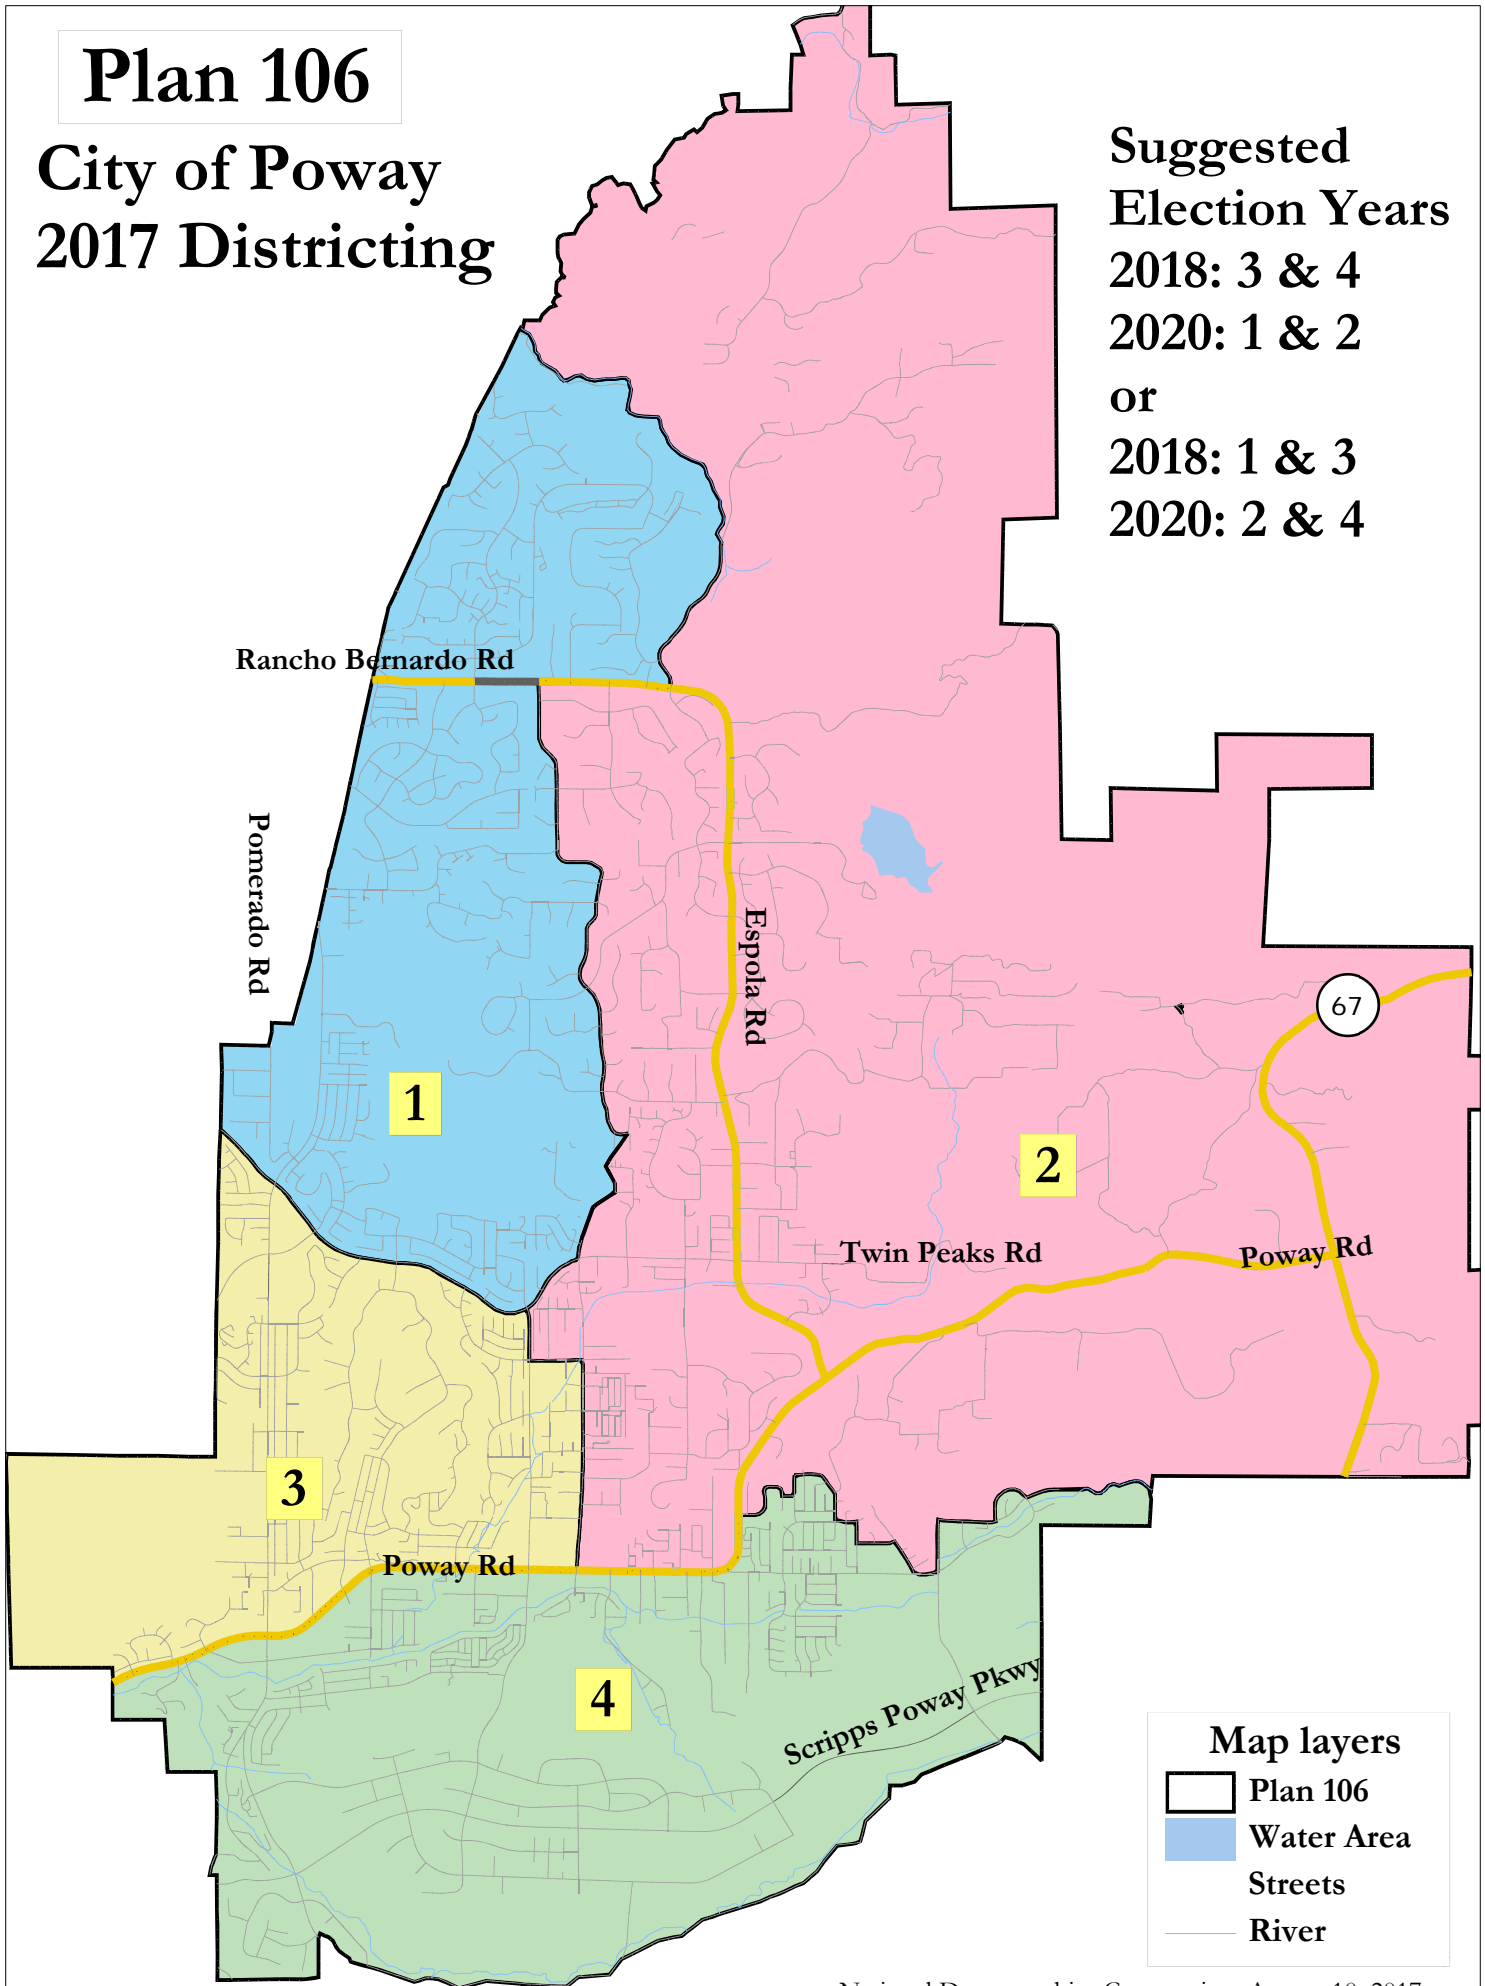 Plan 106
City of Poway
2017 Districting
Suggested
Election Years
2018: 3 & 4
2020: 1 & 2
or
2018: 1 & 3
2020: 2 & 4
Rancho Bernardo Rd
Pomerado Rd
Espola Rd
67
1
2
Twin Peaks Rd
Poway Rd
3
Poway Rd
4
Scripps Poway Pkwy
Map layers
Plan 106
Water Area
Streets
River